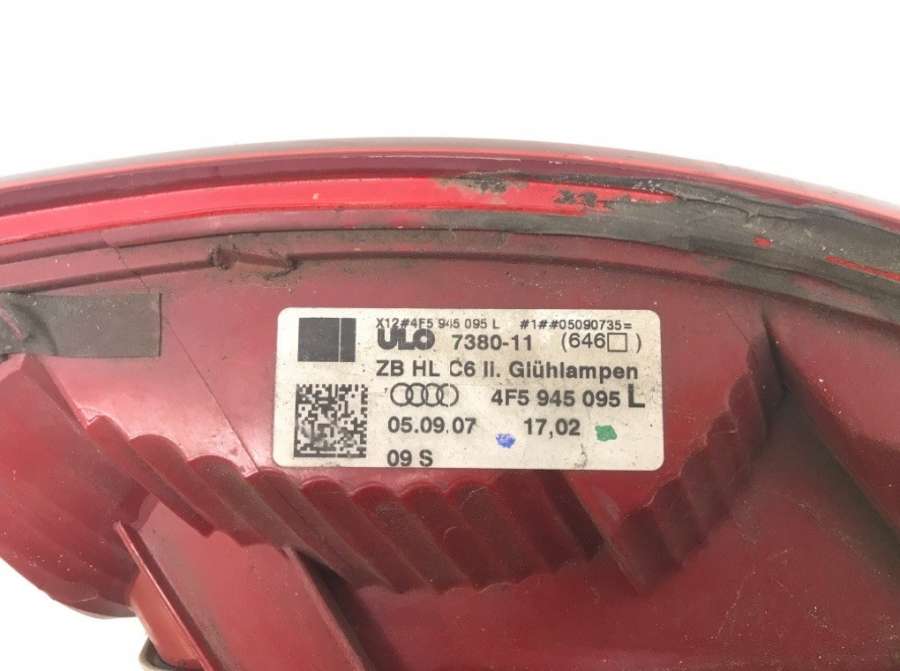 X12#4F5 945 095 L #1##05090735=
ULO 7380-11 (646□)
ZB HL C6 II. Glühlampen
4F5 945 095 L
05.09.07 17,02
09 S